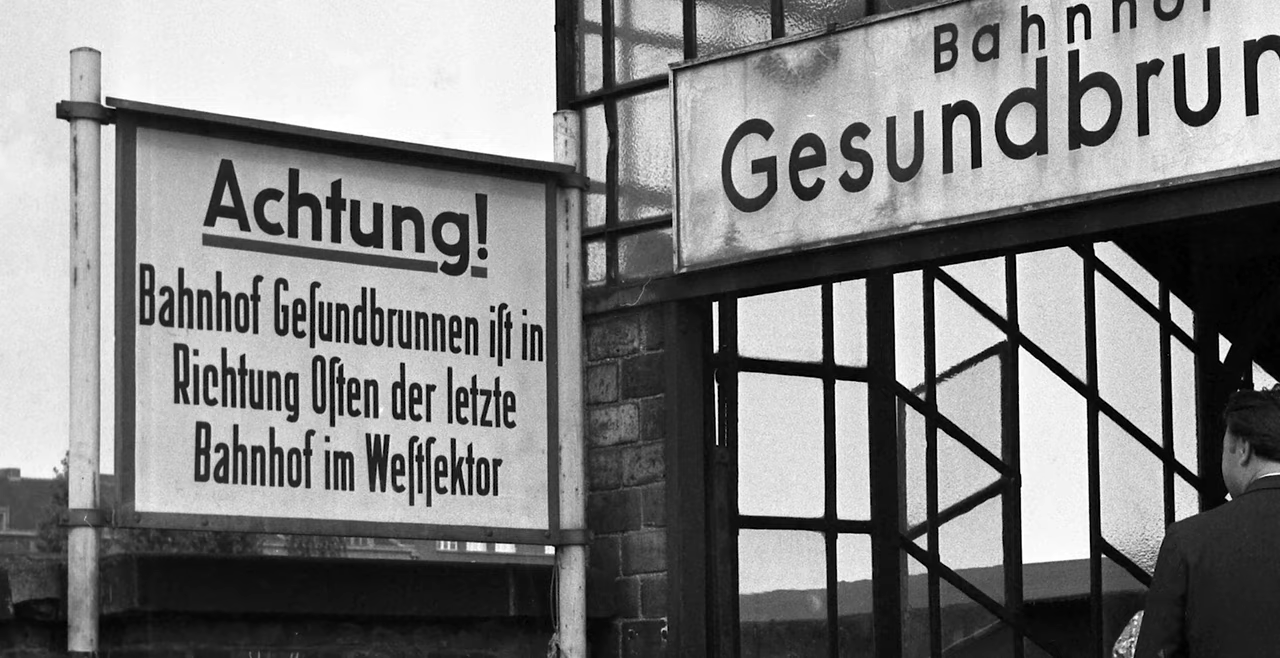 Achtung!
Bahnhof Geſundbrunnen iſt in
Richtung Oſten der letzte
Bahnhof im Weſtſektor
Bahnhof
Gesundbrun